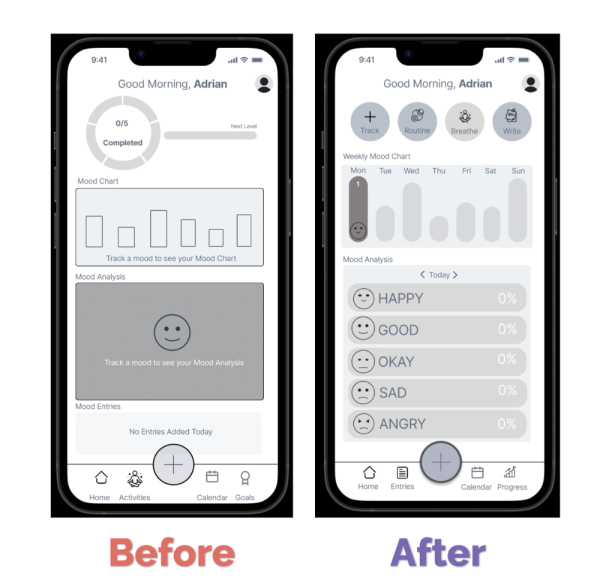 9:41
Good Morning, Adrian
0/5
Completed
Next Level
Mood Chart
Track a mood to see your Mood Chart
Mood Analysis
Track a mood to see your Mood Analysis
Mood Entries
No Entries Added Today
Home Activities Calendar Goals
Before
9:41
Good Morning, Adrian
Track Routine Breathe Write
Weekly Mood Chart
Mon Tue Wed Thu Fri Sat Sun
1
Mood Analysis
Today
HAPPY 0%
GOOD 0%
OKAY 0%
SAD 0%
ANGRY 0%
Home Entries Calendar Progress
After